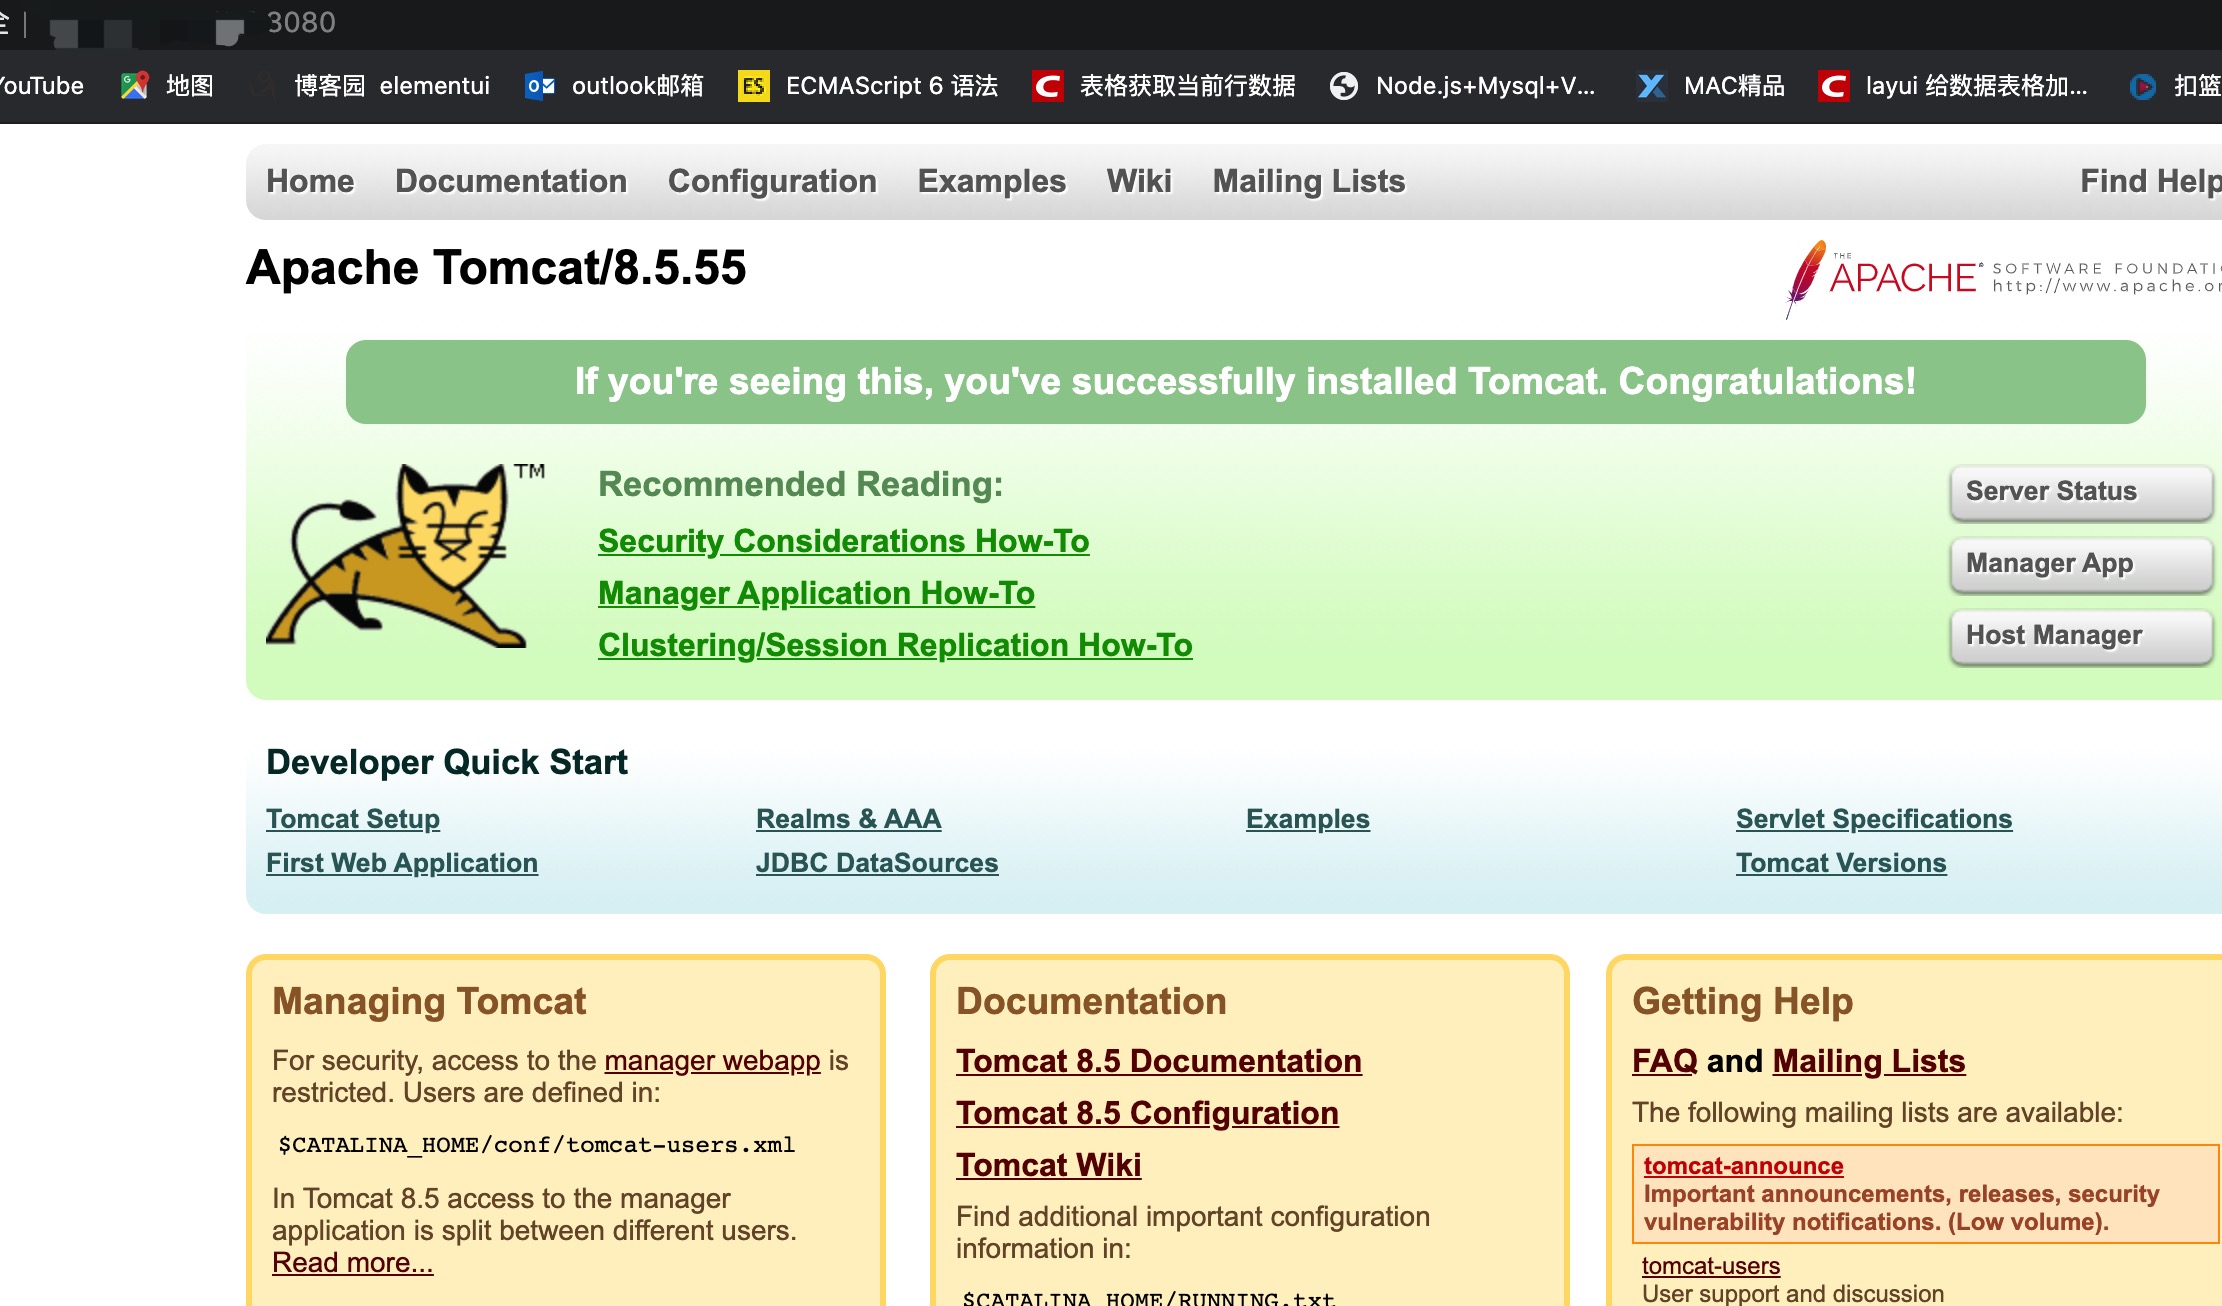 全 3080
YouTube 地图 博客园 elementui outlook邮箱 ES ECMAScript 6 语法 表格获取当前行数据 Node.js+Mysql+V... MAC精品 layui 给数据表格加... 扣篮
Home Documentation Configuration Examples Wiki Mailing Lists Find Help
Apache Tomcat/8.5.55
THE APACHE SOFTWARE FOUNDATIO
http://www.apache.or
If you're seeing this, you've successfully installed Tomcat. Congratulations!
TM
Recommended Reading:
Security Considerations How-To
Manager Application How-To
Clustering/Session Replication How-To
Server Status
Manager App
Host Manager
Developer Quick Start
Tomcat Setup
First Web Application
Realms & AAA
JDBC DataSources
Examples
Servlet Specifications
Tomcat Versions
Managing Tomcat
For security, access to the manager webapp is
restricted. Users are defined in:
$CATALINA_HOME/conf/tomcat-users.xml
In Tomcat 8.5 access to the manager
application is split between different users.
Read more...
Documentation
Tomcat 8.5 Documentation
Tomcat 8.5 Configuration
Tomcat Wiki
Find additional important configuration
information in:
$CATALINA_HOME/RUNNING.txt
Getting Help
FAQ and Mailing Lists
The following mailing lists are available:
tomcat-announce
Important announcements, releases, security
vulnerability notifications. (Low volume).
tomcat-users
User support and discussion